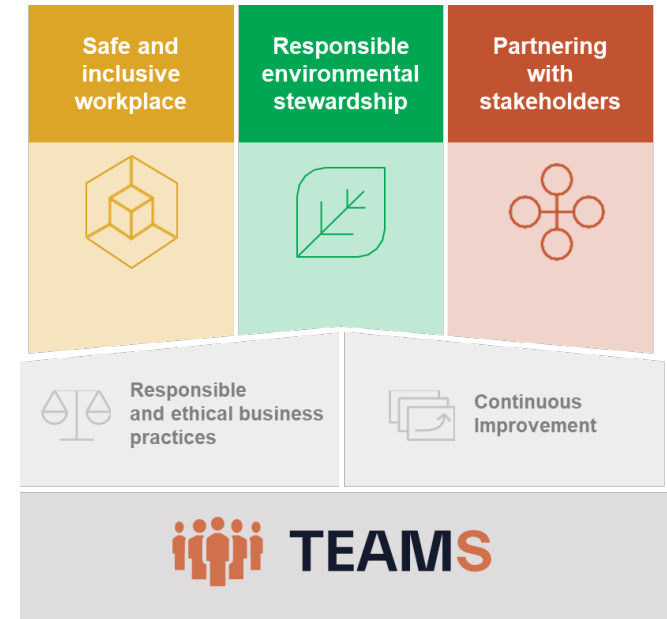 Safe and
inclusive
workplace
Responsible
environmental
stewardship
Partnering
with
stakeholders
Responsible
and ethical business
practices
Continuous
Improvement
TEAMS